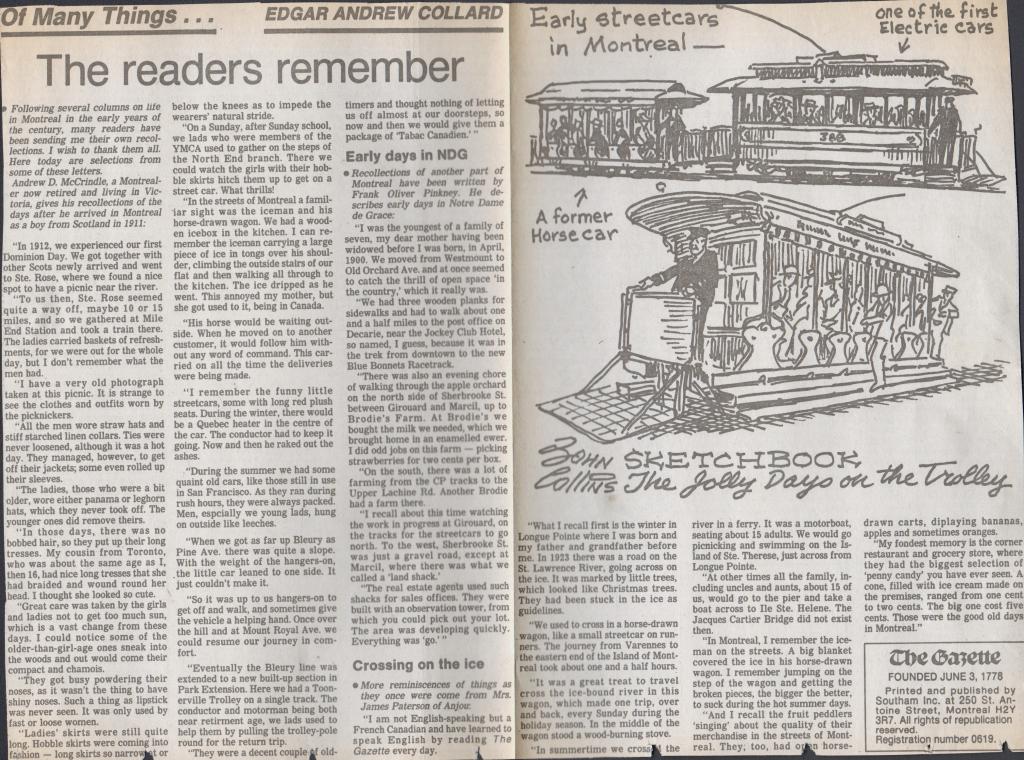 Of Many Things . . .
EDGAR ANDREW COLLARD
The readers remember
● Following several columns on life
in Montreal in the early years of
the century, many readers have
been sending me their own recol-
lections. I wish to thank them all.
Here today are selections from
some of these letters.
Andrew D. McCrindle, a Montreal-
er now retired and living in Vic-
toria, gives his recollections of the
days after he arrived in Montreal
as a boy from Scotland in 1911:
"In 1912, we experienced our first
Dominion Day. We got together with
other Scots newly arrived and went
to Ste. Rose, where we found a nice
spot to have a picnic near the river.
"To us then, Ste. Rose seemed
quite a way off, maybe 10 or 15
miles, and so we gathered at Mile
End Station and took a train there.
The ladies carried baskets of refresh-
ments, for we were out for the whole
day, but I don't remember what the
men had.
"I have a very old photograph
taken at this picnic. It is strange to
see the clothes and outfits worn by
the picknickers.
"All the men wore straw hats and
stiff starched linen collars. Ties were
never loosened, although it was a hot
day. They managed, however, to get
off their jackets; some even rolled up
their sleeves.
"The ladies, those who were a bit
older, wore either panama or leghorn
hats, which they never took off. The
younger ones did remove theirs.
"In those days, there was no
bobbed hair, so they put up their long
tresses. My cousin from Toronto,
who was about the same age as I,
then 16, had nice long tresses that she
had braided and wound round her
head. I thought she looked so cute.
"Great care was taken by the girls
and ladies not to get too much sun,
which is a vast change from these
days. I could notice some of the
older-than-girl-age ones sneak into
the woods and out would come their
compact and chamois.
"They got busy powdering their
noses, as it wasn't the thing to have
shiny noses. Such a thing as lipstick
was never seen. It was only used by
fast or loose women.
"Ladies' skirts were still quite
long. Hobble skirts were coming into
fashion — long skirts so narrow at or
below the knees as to impede the
wearers' natural stride.
"On a Sunday, after Sunday school,
we lads who were members of the
YMCA used to gather on the steps of
the North End branch. There we
could watch the girls with their hob-
ble skirts hitch them up to get on a
street car. What thrills!
"In the streets of Montreal a famil-
iar sight was the iceman and his
horse-drawn wagon. We had a wood-
en icebox in the kitchen. I can re-
member the iceman carrying a large
piece of ice in tongs over his shoul-
der, climbing the outside stairs of our
flat and then walking all through to
the kitchen. The ice dripped as he
went. This annoyed my mother, but
she got used to it, being in Canada.
"His horse would be waiting out-
side. When he moved on to another
customer, it would follow him with-
out any word of command. This car-
ried on all the time the deliveries
were being made.
"I remember the funny little
streetcars, some with long red plush
seats. During the winter, there would
be a Quebec heater in the centre of
the car. The conductor had to keep it
going. Now and then he raked out the
ashes.
"During the summer we had some
quaint old cars, like those still in use
in San Francisco. As they ran during
rush hours, they were always packed.
Men, espcially we young lads, hung
on outside like leeches.
"When we got as far up Bleury as
Pine Ave. there was quite a slope.
With the weight of the hangers-on,
the little car leaned to one side. It
just couldn't make it.
"So it was up to us hangers-on to
get off and walk, and sometimes give
the vehicle a helping hand. Once over
the hill and at Mount Royal Ave. we
could resume our journey in com-
fort.
"Eventually the Bleury line was
extended to a new built-up section in
Park Extension. Here we had a Toon-
erville Trolley on a single track. The
conductor and motorman being both
near retirement age, we lads used to
help them by pulling the trolley-pole
round for the return trip.
"They were a decent couple of old-
timers and thought nothing of letting
us off almost at our doorsteps, so
now and then we would give them a
package of 'Tabac Canadien.' "
Early days in NDG
● Recollections of another part of
Montreal have been written by
Frank Oliver Pinkney. He de-
scribes early days in Notre Dame
de Grace:
"I was the youngest of a family of
seven, my dear mother having been
widowed before I was born, in April,
1900. We moved from Westmount to
Old Orchard Ave. and at once seemed
to catch the thrill of open space 'in
the country,' which it really was.
"We had three wooden planks for
sidewalks and had to walk about one
and a half miles to the post office on
Decarie, near the Jockey Club Hotel,
so named, I guess, because it was in
the trek from downtown to the new
Blue Bonnets Racetrack.
"There was also an evening chore
of walking through the apple orchard
on the north side of Sherbrooke St.
between Girouard and Marcil, up to
Brodie's Farm. At Brodie's we
bought the milk we needed, which we
brought home in an enamelled ewer.
I did odd jobs on this farm — picking
strawberries for two cents per box.
"On the south, there was a lot of
farming from the CP tracks to the
Upper Lachine Rd. Another Brodie
had a farm there.
"I recall about this time watching
the work in progress at Girouard, on
the tracks for the streetcars to go
north. To the west, Sherbrooke St.
was just a gravel road, except at
Marcil, where there was what we
called a 'land shack.'
"The real estate agents used such
shacks for sales offices. They were
built with an observation tower, from
which you could pick out your lot.
The area was developing quickly.
Everything was 'go.' "
Crossing on the ice
● More reminiscences of things as
they once were come from Mrs.
James Paterson of Anjou:
"I am not English-speaking but a
French Canadian and have learned to
speak English by reading The
Gazette every day.
Early streetcars
in Montreal —
one of the first
Electric cars
A former
Horse car
John Collins
SKETCHBOOK
The Jolly Days on the Trolley
"What I recall first is the winter in
Longue Pointe where I was born and
my father and grandfather before
me. In 1923 there was a road on the
St. Lawrence River, going across on
the ice. It was marked by little trees,
which looked like Christmas trees.
They had been stuck in the ice as
guidelines.
"We used to cross in a horse-drawn
wagon, like a small streetcar on run-
ners. The journey from Varennes to
the eastern end of the Island of Mont-
real took about one and a half hours.
"It was a great treat to travel
cross the ice-bound river in this
wagon, which made one trip, over
and back, every Sunday during the
holiday season. In the middle of the
wagon stood a wood-burning stove.
"In summertime we crossed the
river in a ferry. It was a motorboat,
seating about 15 adults. We would go
picnicking and swimming on the Is-
land of Ste. Therese, just across from
Longue Pointe.
"At other times all the family, in-
cluding uncles and aunts, about 15 of
us, would go to the pier and take a
boat across to Ile Ste. Helene. The
Jacques Cartier Bridge did not exist
then.
"In Montreal, I remember the ice-
man on the streets. A big blanket
covered the ice in his horse-drawn
wagon. I remember jumping on the
step of the wagon and getting the
broken pieces, the bigger the better,
to suck during the hot summer days.
"And I recall the fruit peddlers
'singing' about the quality of their
merchandise in the streets of Mont-
real. They, too, had open horse-
drawn carts, diplaying bananas,
apples and sometimes oranges.
"My fondest memory is the corner
restaurant and grocery store, where
they had the biggest selection of
'penny candy' you have ever seen. A
cone, filled with ice cream made on
the premises, ranged from one cent
to two cents. The big one cost five
cents. Those were the good old days
in Montreal."
The Gazette
FOUNDED JUNE 3, 1778
Printed and published by
Southam Inc. at 250 St. An-
toine Street, Montreal H2Y
3R7. All rights of republication
reserved.
Registration number 0619.